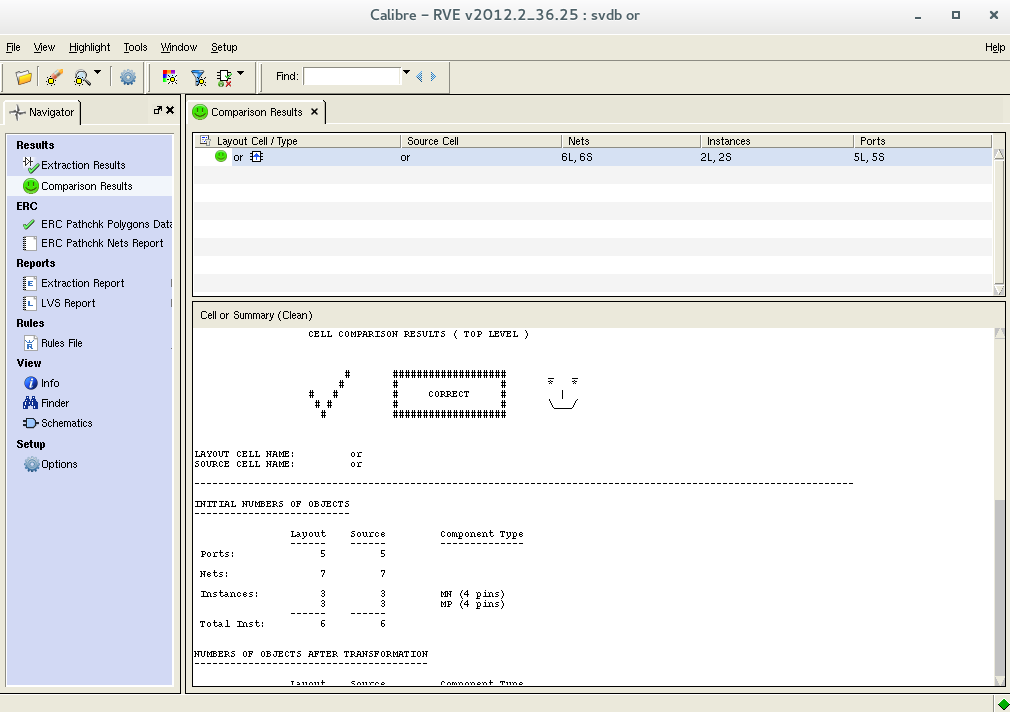 Calibre – RVE v2012.2_36.25 : svdb or
File View Highlight Tools Window Setup Help
Find:
Navigator
Comparison Results
Results
Extraction Results
Comparison Results
ERC
ERC Pathchk Polygons Data
ERC Pathchk Nets Report
Reports
Extraction Report
LVS Report
Rules
Rules File
View
Info
Finder
Schematics
Setup
Options
Layout Cell / Type Source Cell Nets Instances Ports
or or 6L, 6S 2L, 2S 5L, 5S
Cell or Summary (Clean)
CELL COMPARISON RESULTS ( TOP LEVEL )
# ################### _ _
# # # * *
# # # CORRECT # |
# # # # \___/
# ###################
LAYOUT CELL NAME: or
SOURCE CELL NAME: or
--------------------------------------------------------------------------------------------------------------
INITIAL NUMBERS OF OBJECTS
--------------------------
Layout Source Component Type
------ ------ --------------
Ports: 5 5
Nets: 7 7
Instances: 3 3 MN (4 pins)
3 3 MP (4 pins)
------ ------
Total Inst: 6 6
NUMBERS OF OBJECTS AFTER TRANSFORMATION
---------------------------------------
Layout Source Component Type